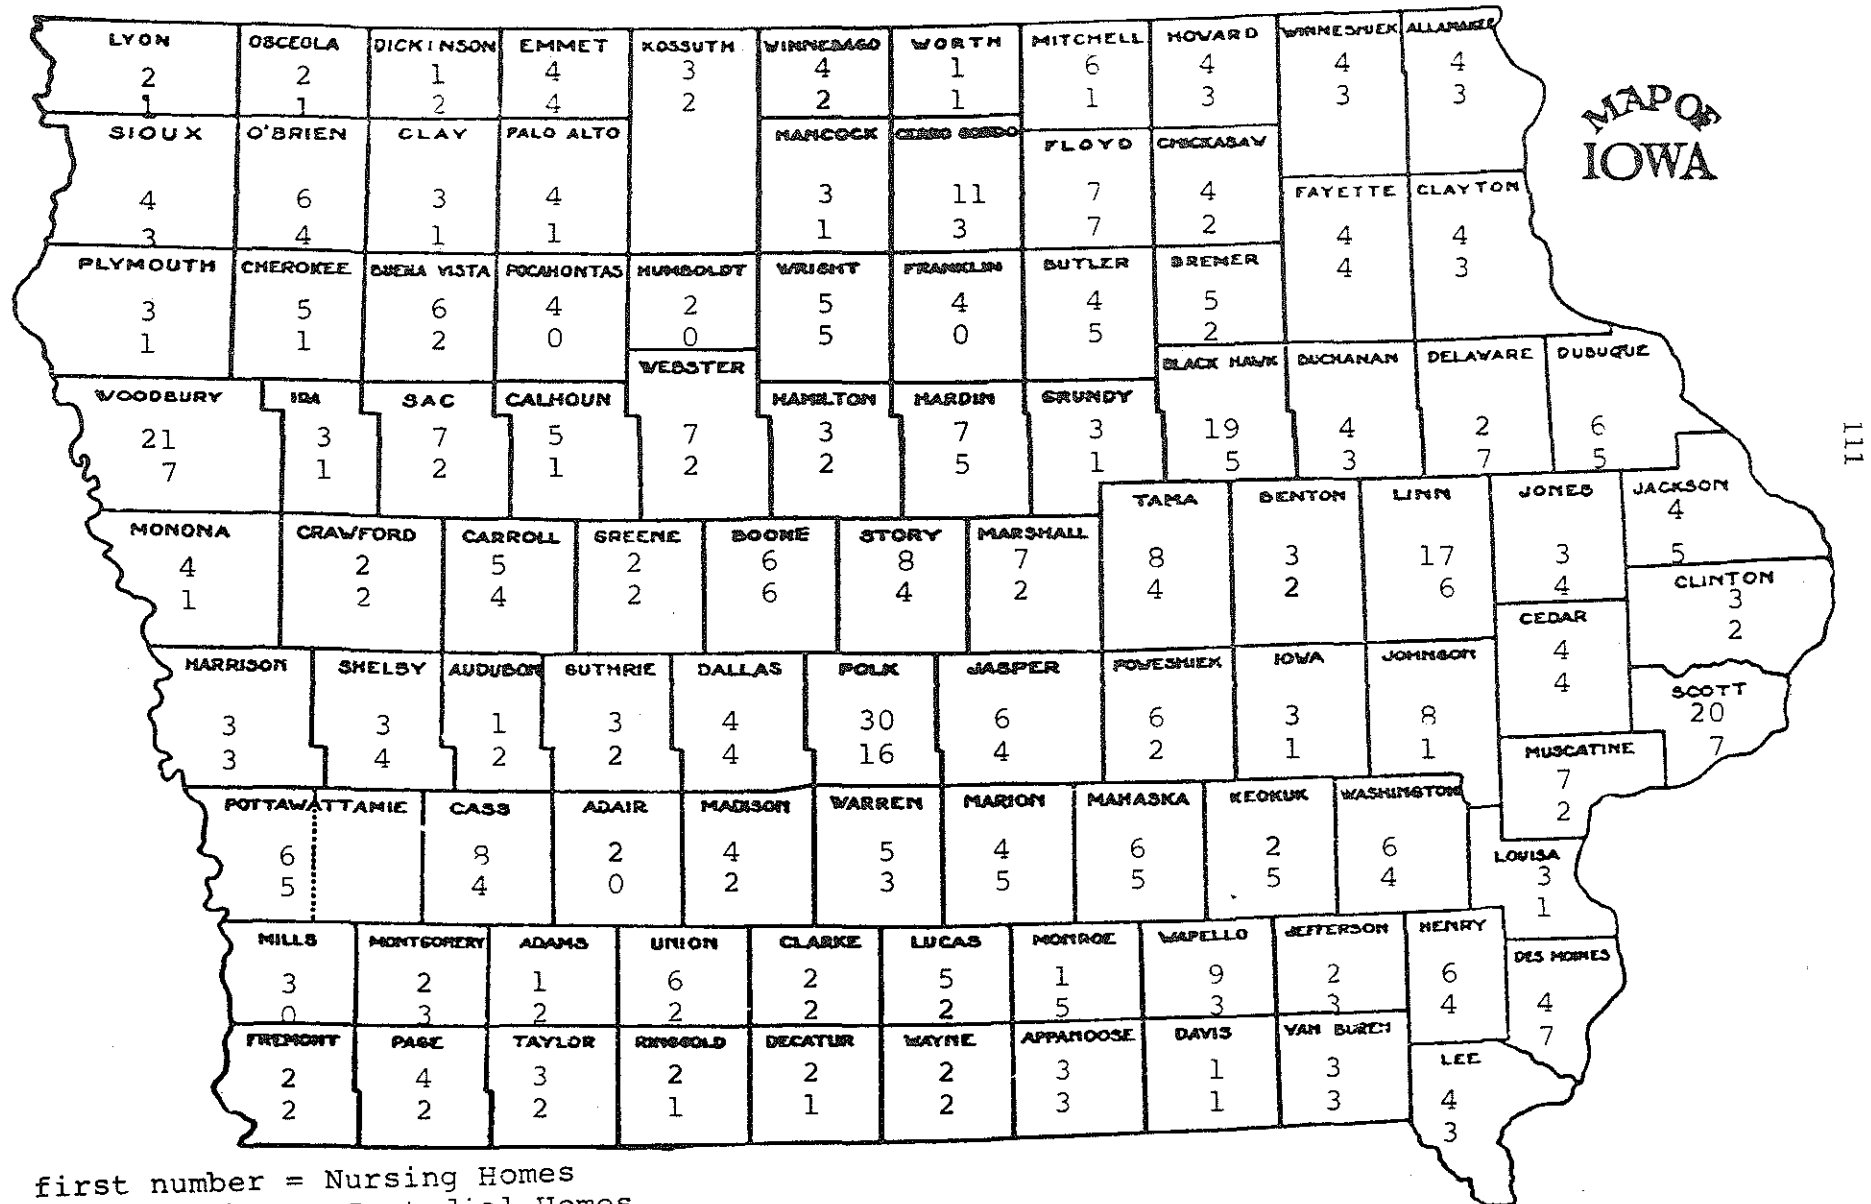 MAP OF
IOWA
111
LYON
2
1
OSCEOLA
2
1
DICKINSON
1
2
EMMET
4
4
KOSSUTH
3
2
WINNEBAGO
4
2
WORTH
1
1
MITCHELL
6
1
HOWARD
4
3
WINNESHIEK
4
3
ALLAMAKEE
4
3
SIOUX
4
3
O'BRIEN
6
4
CLAY
3
1
PALO ALTO
4
1
HANCOCK
3
1
CERRO GORDO
11
3
FLOYD
7
7
CHICKASAW
4
2
FAYETTE
4
4
CLAYTON
4
3
PLYMOUTH
3
1
CHEROKEE
5
1
BUENA VISTA
6
2
POCAHONTAS
4
0
HUMBOLDT
2
0
WRIGHT
5
5
FRANKLIN
4
0
BUTLER
4
5
BREMER
5
2
WOODBURY
21
7
IDA
3
1
SAC
7
2
CALHOUN
5
1
WEBSTER
7
2
HAMILTON
3
2
HARDIN
7
5
GRUNDY
3
1
BLACK HAWK
19
5
BUCHANAN
4
3
DELAWARE
2
7
DUBUQUE
6
5
MONONA
4
1
CRAWFORD
2
2
CARROLL
5
4
GREENE
2
2
BOONE
6
6
STORY
8
4
MARSHALL
7
2
TAMA
8
4
BENTON
3
2
LINN
17
6
JONES
3
4
JACKSON
4
5
CLINTON
3
2
CEDAR
4
4
HARRISON
3
3
SHELBY
3
4
AUDUBON
1
2
GUTHRIE
3
2
DALLAS
4
4
POLK
30
16
JASPER
6
4
POWESHIEK
6
2
IOWA
3
1
JOHNSON
8
1
SCOTT
20
7
MUSCATINE
7
2
POTTAWATTAMIE
6
5
CASS
8
4
ADAIR
2
0
MADISON
4
2
WARREN
5
3
MARION
4
5
MAHASKA
6
5
KEOKUK
2
5
WASHINGTON
6
4
LOUISA
3
1
MILLS
3
0
MONTGOMERY
2
3
ADAMS
1
2
UNION
6
2
CLARKE
2
2
LUCAS
5
2
MONROE
1
5
WAPELLO
9
3
JEFFERSON
2
3
HENRY
6
4
DES MOINES
4
7
FREMONT
2
2
PAGE
4
2
TAYLOR
3
2
RINGGOLD
2
1
DECATUR
2
1
WAYNE
2
2
APPANOOSE
3
3
DAVIS
1
1
VAN BUREN
3
3
LEE
4
3
first number = Nursing Homes
Homes